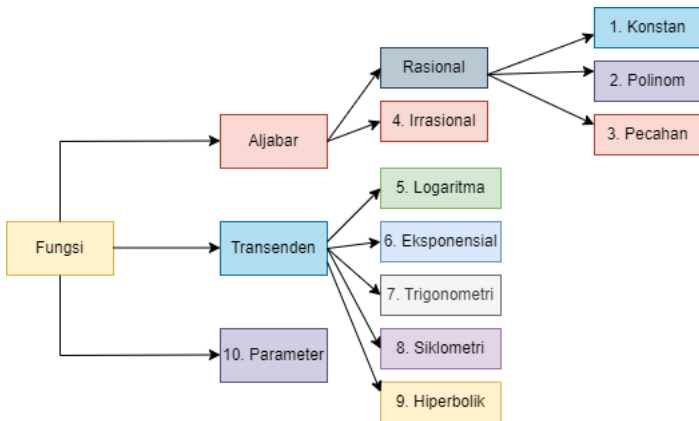 1. Konstan
Rasional
2. Polinom
Aljabar
4. Irrasional
3. Pecahan
5. Logaritma
Fungsi
Transenden
6. Eksponensial
7. Trigonometri
10. Parameter
8. Siklometri
9. Hiperbolik